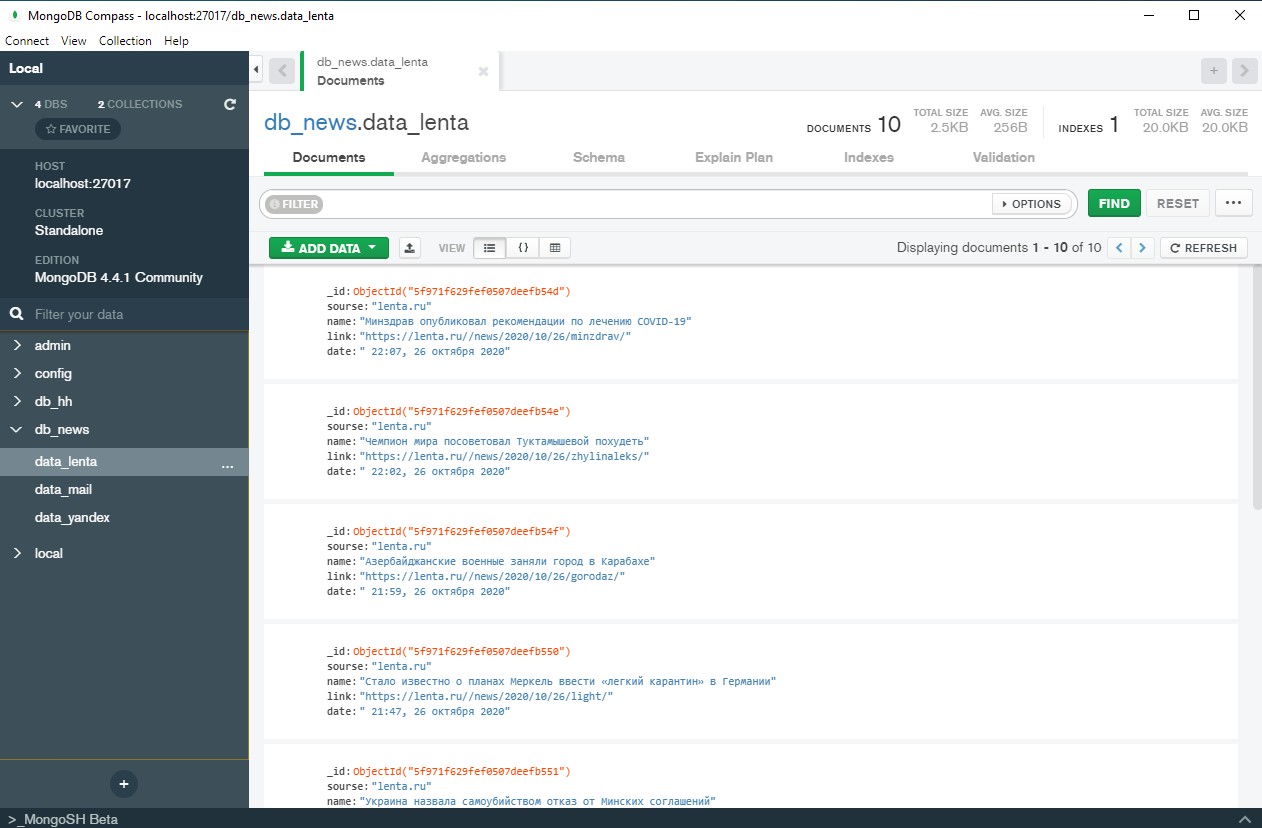 MongoDB Compass - localhost:27017/db_news.data_lenta
Connect View Collection Help
Local
4 DBS 2 COLLECTIONS
FAVORITE
HOST
localhost:27017
CLUSTER
Standalone
EDITION
MongoDB 4.4.1 Community
Filter your data
admin
config
db_hh
db_news
data_lenta ...
data_mail
data_yandex
local
+
>_MongoSH Beta
db_news.data_lenta
Documents
db_news.data_lenta
DOCUMENTS 10 TOTAL SIZE 2.5KB AVG. SIZE 256B INDEXES 1 TOTAL SIZE 20.0KB AVG. SIZE 20.0KB
Documents Aggregations Schema Explain Plan Indexes Validation
FILTER OPTIONS FIND RESET ...
ADD DATA VIEW {} Displaying documents 1 - 10 of 10 < > REFRESH
_id: ObjectId("5f971f629fef0507deefb54d")
sourse: "lenta.ru"
name: "Минздрав опубликовал рекомендации по лечению COVID-19"
link: "https://lenta.ru//news/2020/10/26/minzdrav/"
date: " 22:07, 26 октября 2020"
_id: ObjectId("5f971f629fef0507deefb54e")
sourse: "lenta.ru"
name: "Чемпион мира посоветовал Туктамышевой похудеть"
link: "https://lenta.ru//news/2020/10/26/zhylinaleks/"
date: " 22:02, 26 октября 2020"
_id: ObjectId("5f971f629fef0507deefb54f")
sourse: "lenta.ru"
name: "Азербайджанские военные заняли город в Карабахе"
link: "https://lenta.ru//news/2020/10/26/gorodaz/"
date: " 21:59, 26 октября 2020"
_id: ObjectId("5f971f629fef0507deefb550")
sourse: "lenta.ru"
name: "Стало известно о планах Меркель ввести «легкий карантин» в Германии"
link: "https://lenta.ru//news/2020/10/26/light/"
date: " 21:47, 26 октября 2020"
_id: ObjectId("5f971f629fef0507deefb551")
sourse: "lenta.ru"
name: "Украина назвала самоубийством отказ от Минских соглашений"